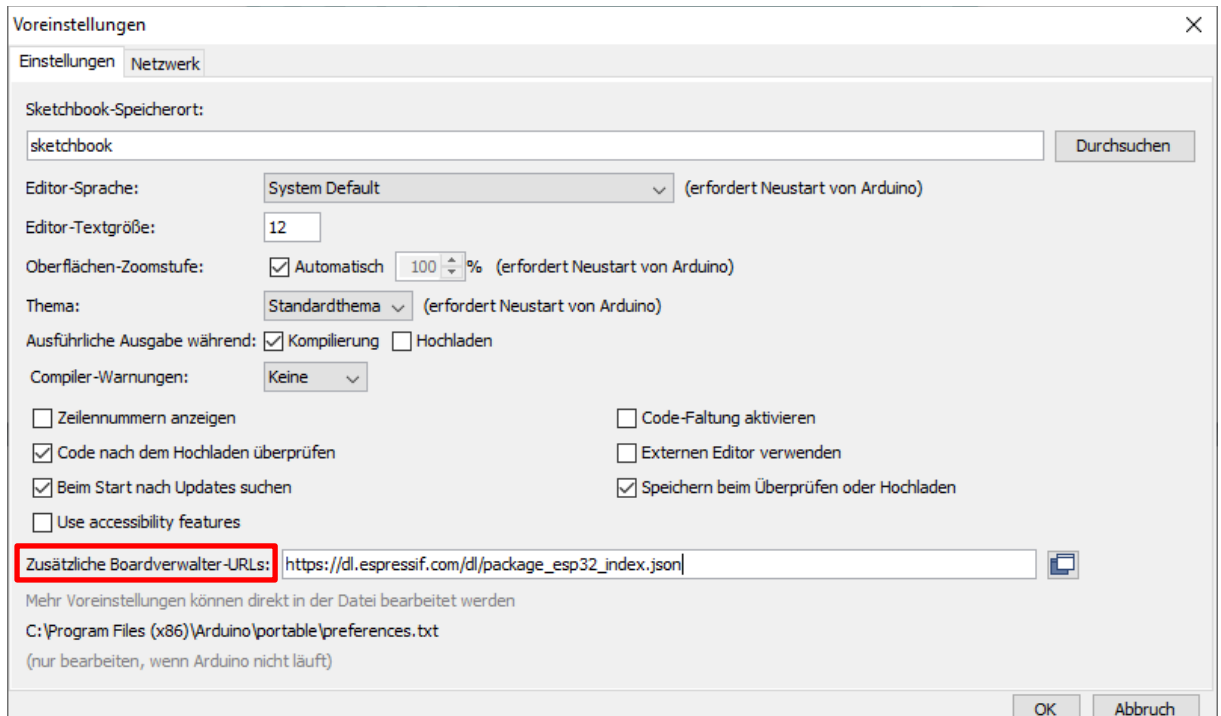 Voreinstellungen
Einstellungen Netzwerk
Sketchbook-Speicherort:
sketchbook Durchsuchen
Editor-Sprache: System Default (erfordert Neustart von Arduino)
Editor-Textgröße: 12
Oberflächen-Zoomstufe: Automatisch 100 % (erfordert Neustart von Arduino)
Thema: Standardthema (erfordert Neustart von Arduino)
Ausführliche Ausgabe während: Kompilierung Hochladen
Compiler-Warnungen: Keine
Zeilennummern anzeigen Code-Faltung aktivieren
Code nach dem Hochladen überprüfen Externen Editor verwenden
Beim Start nach Updates suchen Speichern beim Überprüfen oder Hochladen
Use accessibility features
Zusätzliche Boardverwalter-URLs: https://dl.espressif.com/dl/package_esp32_index.json
Mehr Voreinstellungen können direkt in der Datei bearbeitet werden
C:\Program Files (x86)\Arduino\portable\preferences.txt
(nur bearbeiten, wenn Arduino nicht läuft)
OK Abbruch